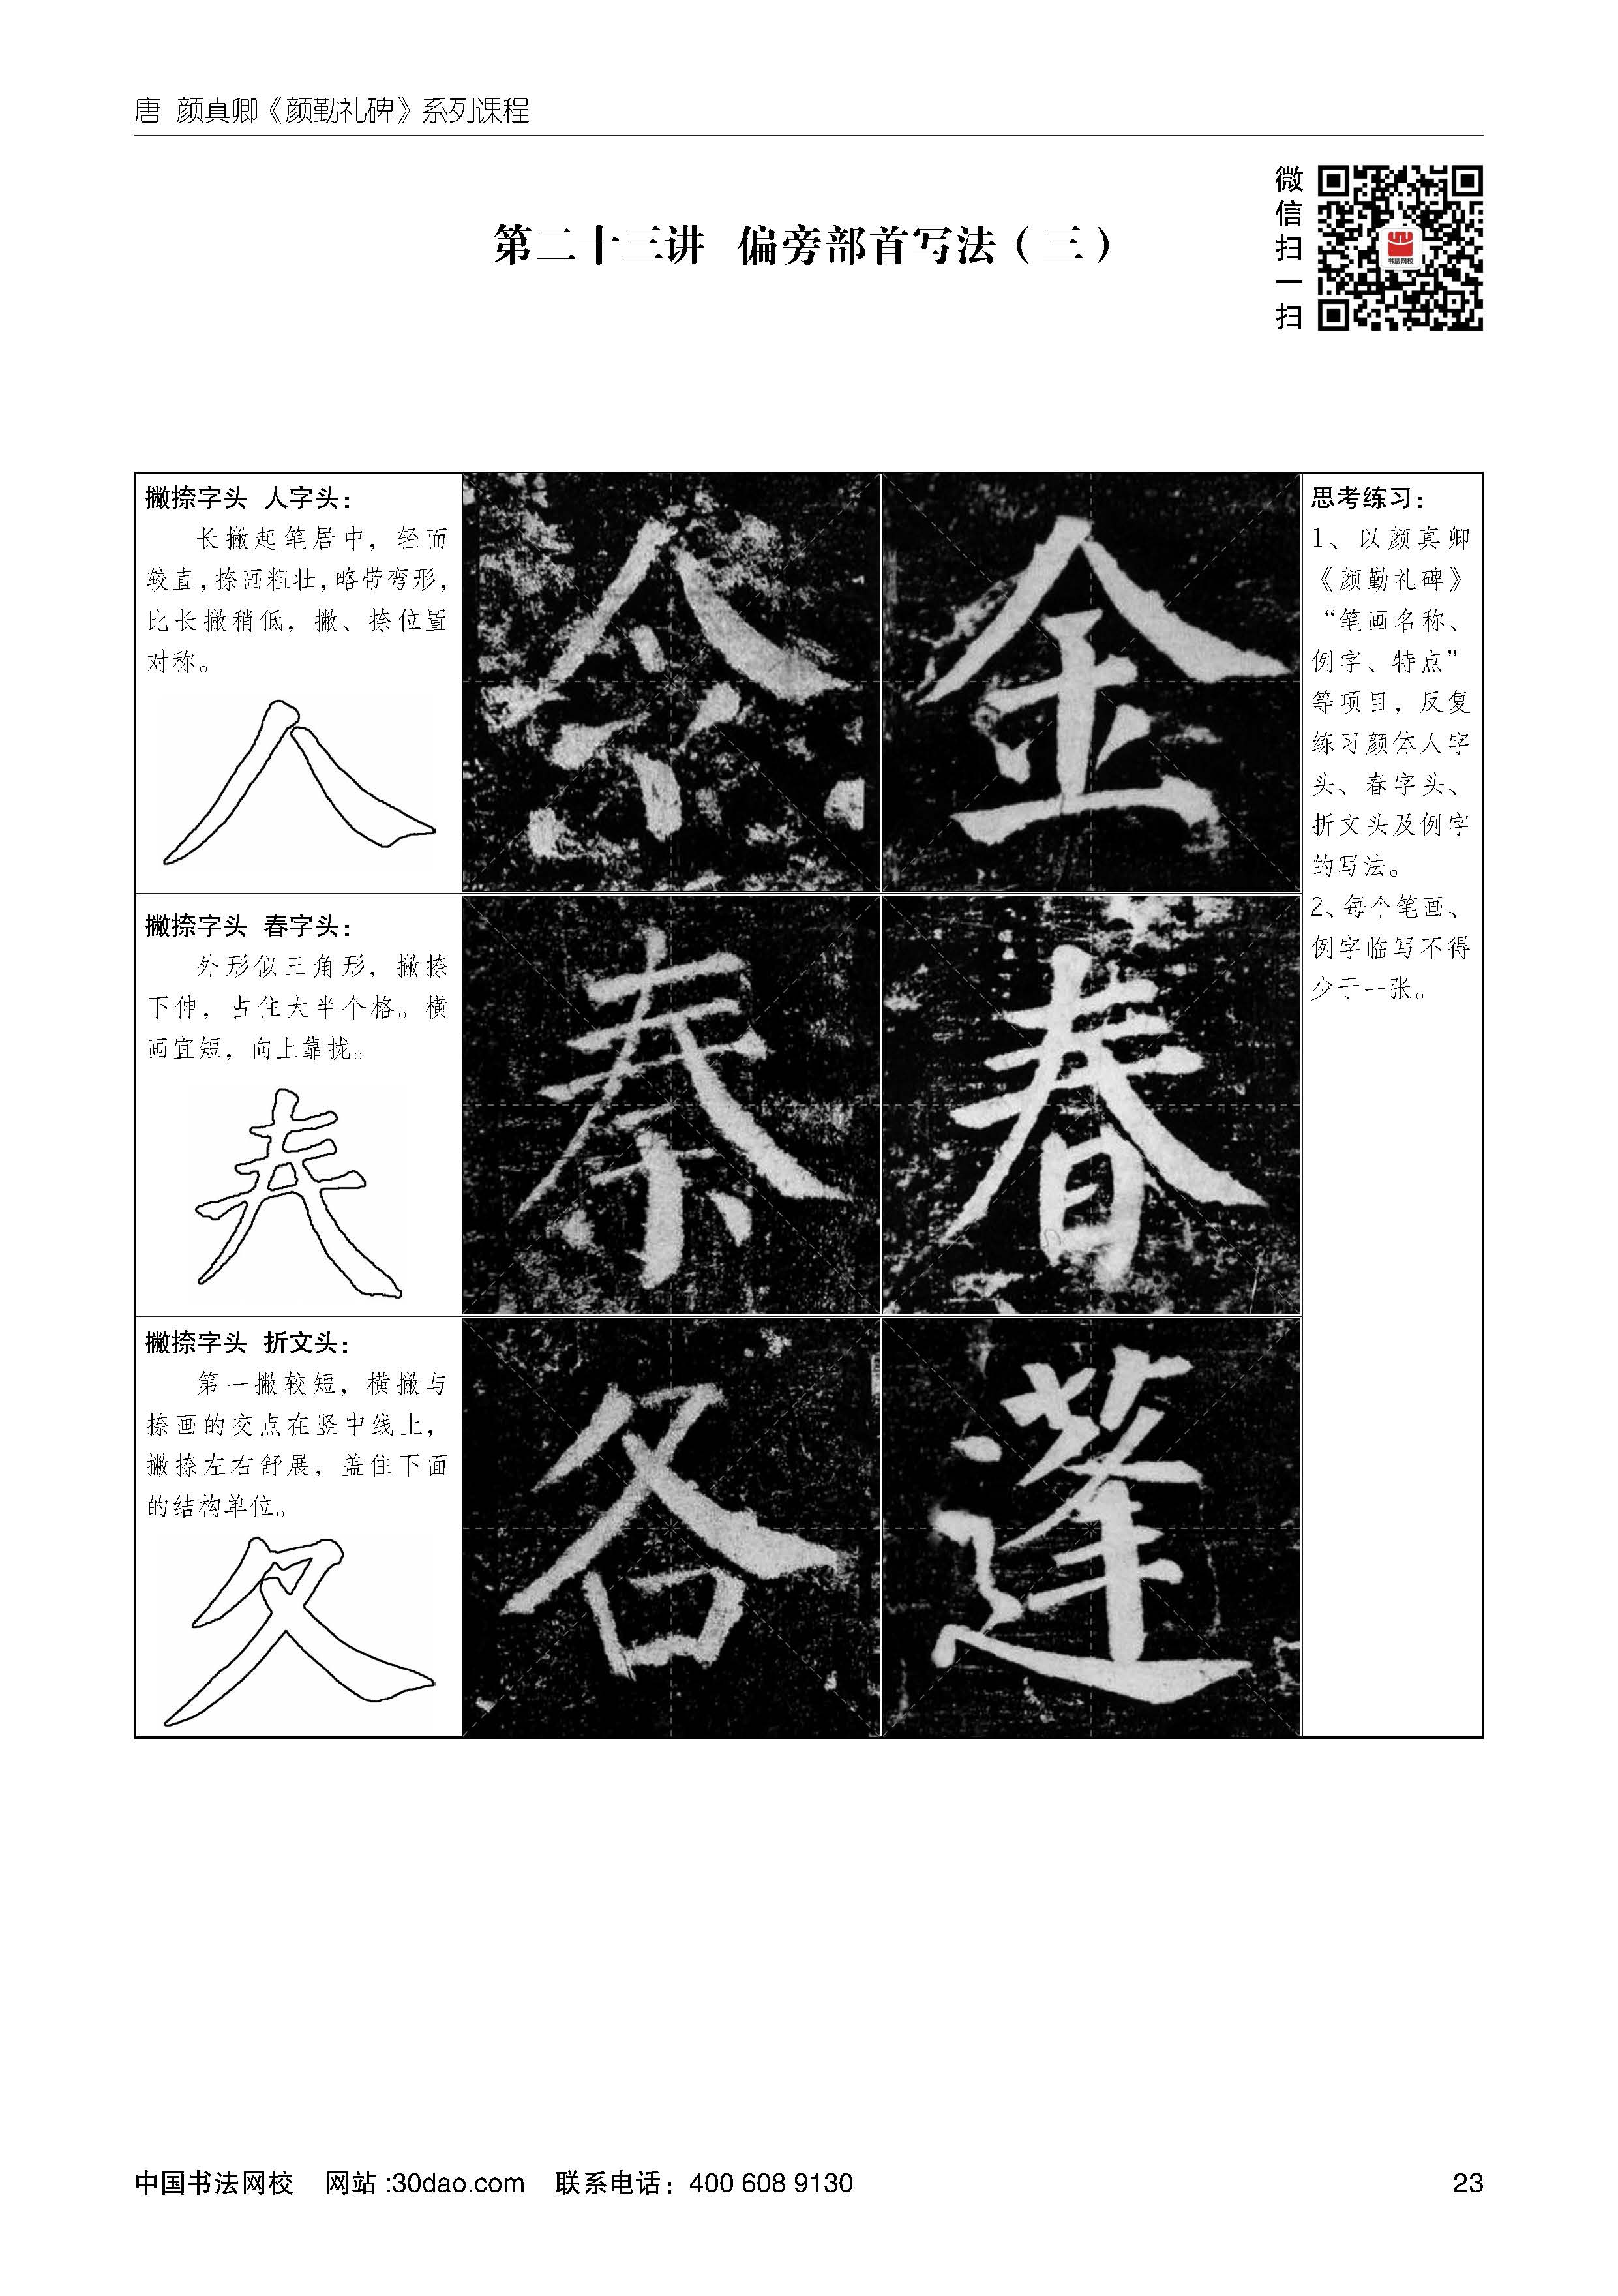 唐 颜真卿《颜勤礼碑》系列课程
第二十三讲 偏旁部首写法（三）
微信扫一扫
书法网校
撇捺字头 人字头：
长撇起笔居中，轻而
较直，捺画粗壮，略带弯形，
比长撇稍低，撇、捺位置
对称。
人
金
撇捺字头 春字头：
外形似三角形，撇捺
下伸，占住大半个格。横
画宜短，向上靠拢。
秦
春
撇捺字头 折文头：
第一撇较短，横撇与
捺画的交点在竖中线上，
撇捺左右舒展，盖住下面
的结构单位。
夂
各
蓬
思考练习：
1、以颜真卿
《颜勤礼碑》
“笔画名称、
例字、特点”
等项目，反复
练习颜体人字
头、春字头、
折文头及例字
的写法。
2、每个笔画、
例字临写不得
少于一张。
中国书法网校 网站 :30dao.com 联系电话：400 608 9130
23